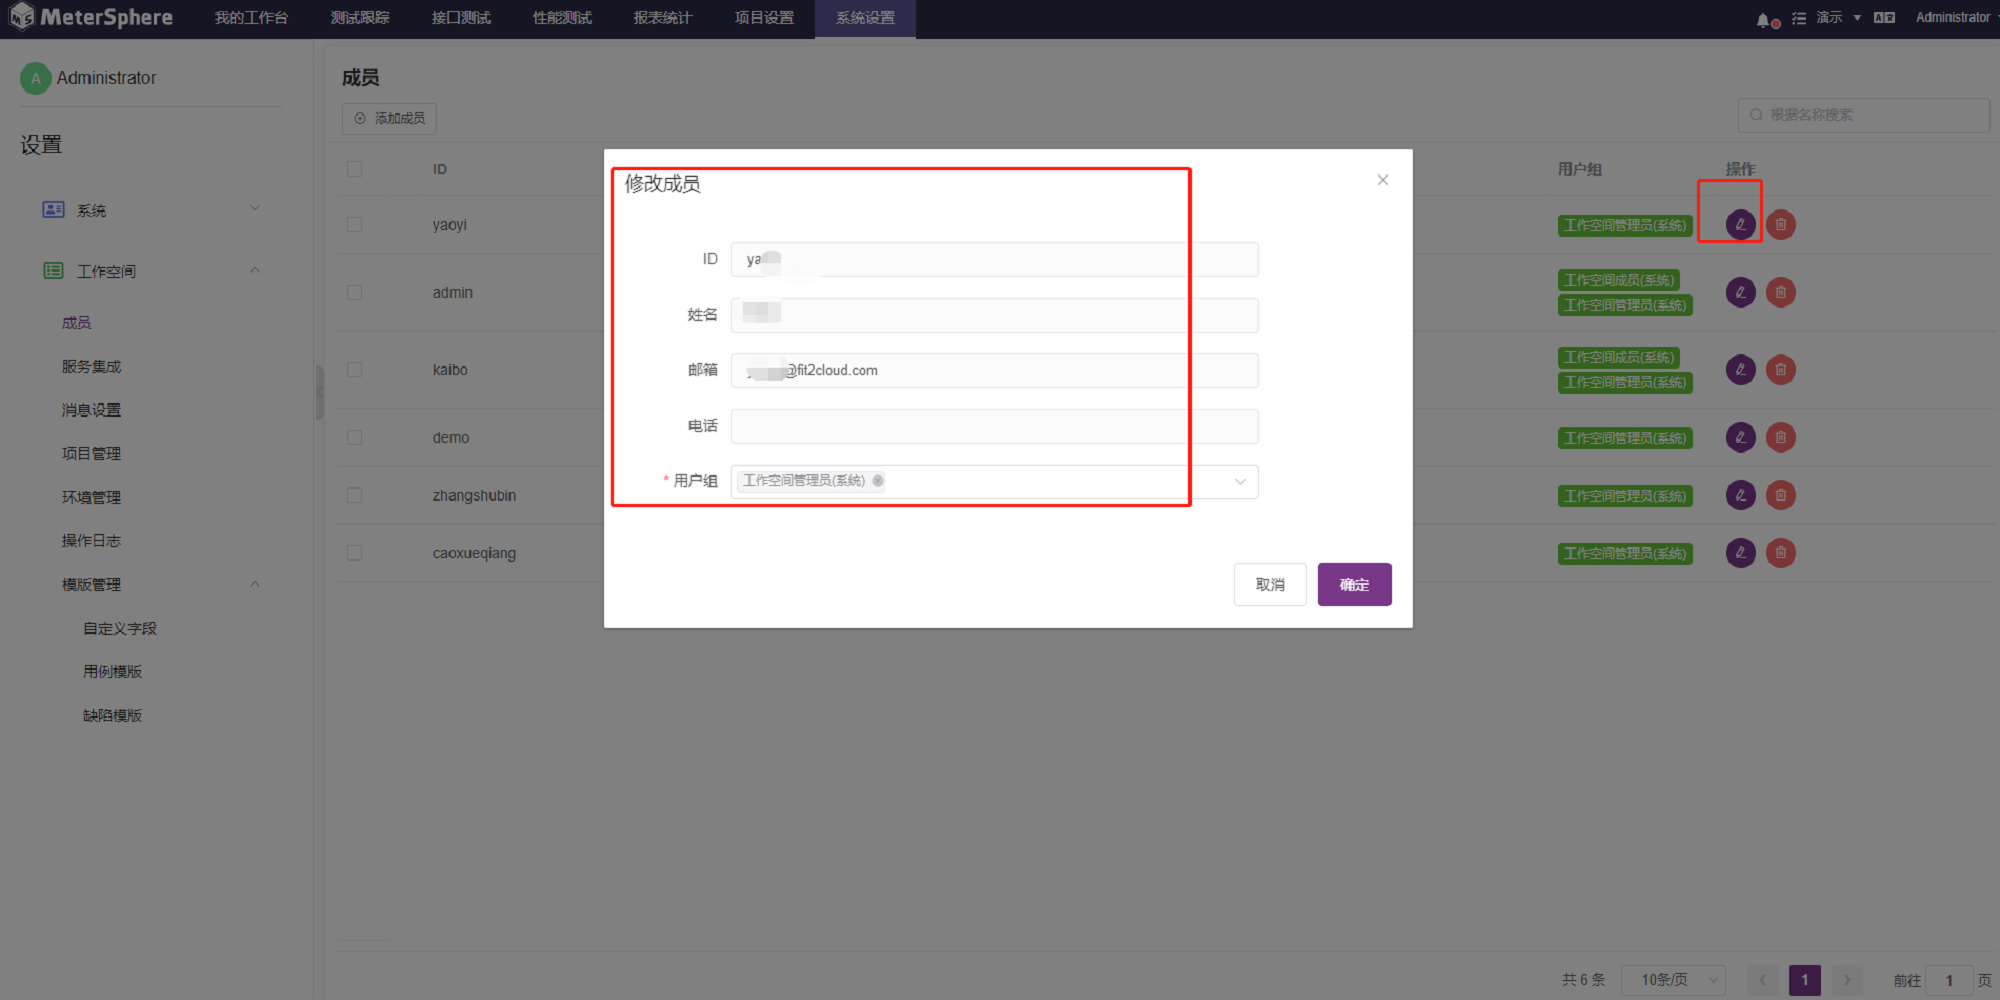 MeterSphere 我的工作台 测试跟踪 接口测试 性能测试 报表统计 项目设置 系统设置 演示 Administrator
A Administrator
设置
系统
工作空间
成员
服务集成
消息设置
项目管理
环境管理
操作日志
模版管理
自定义字段
用例模版
缺陷模版
成员
添加成员
根据名称搜索
ID 用户组 操作
yaoyi 工作空间管理员(系统)
admin 工作空间成员(系统)
工作空间管理员(系统)
kaibo 工作空间成员(系统)
工作空间管理员(系统)
demo 工作空间管理员(系统)
zhangshubin 工作空间管理员(系统)
caoxueqiang 工作空间管理员(系统)
修改成员
ID
姓名
邮箱 @fit2cloud.com
电话
* 用户组 工作空间管理员(系统)
取消 确定
共 6 条 10条/页 1 前往 1 页